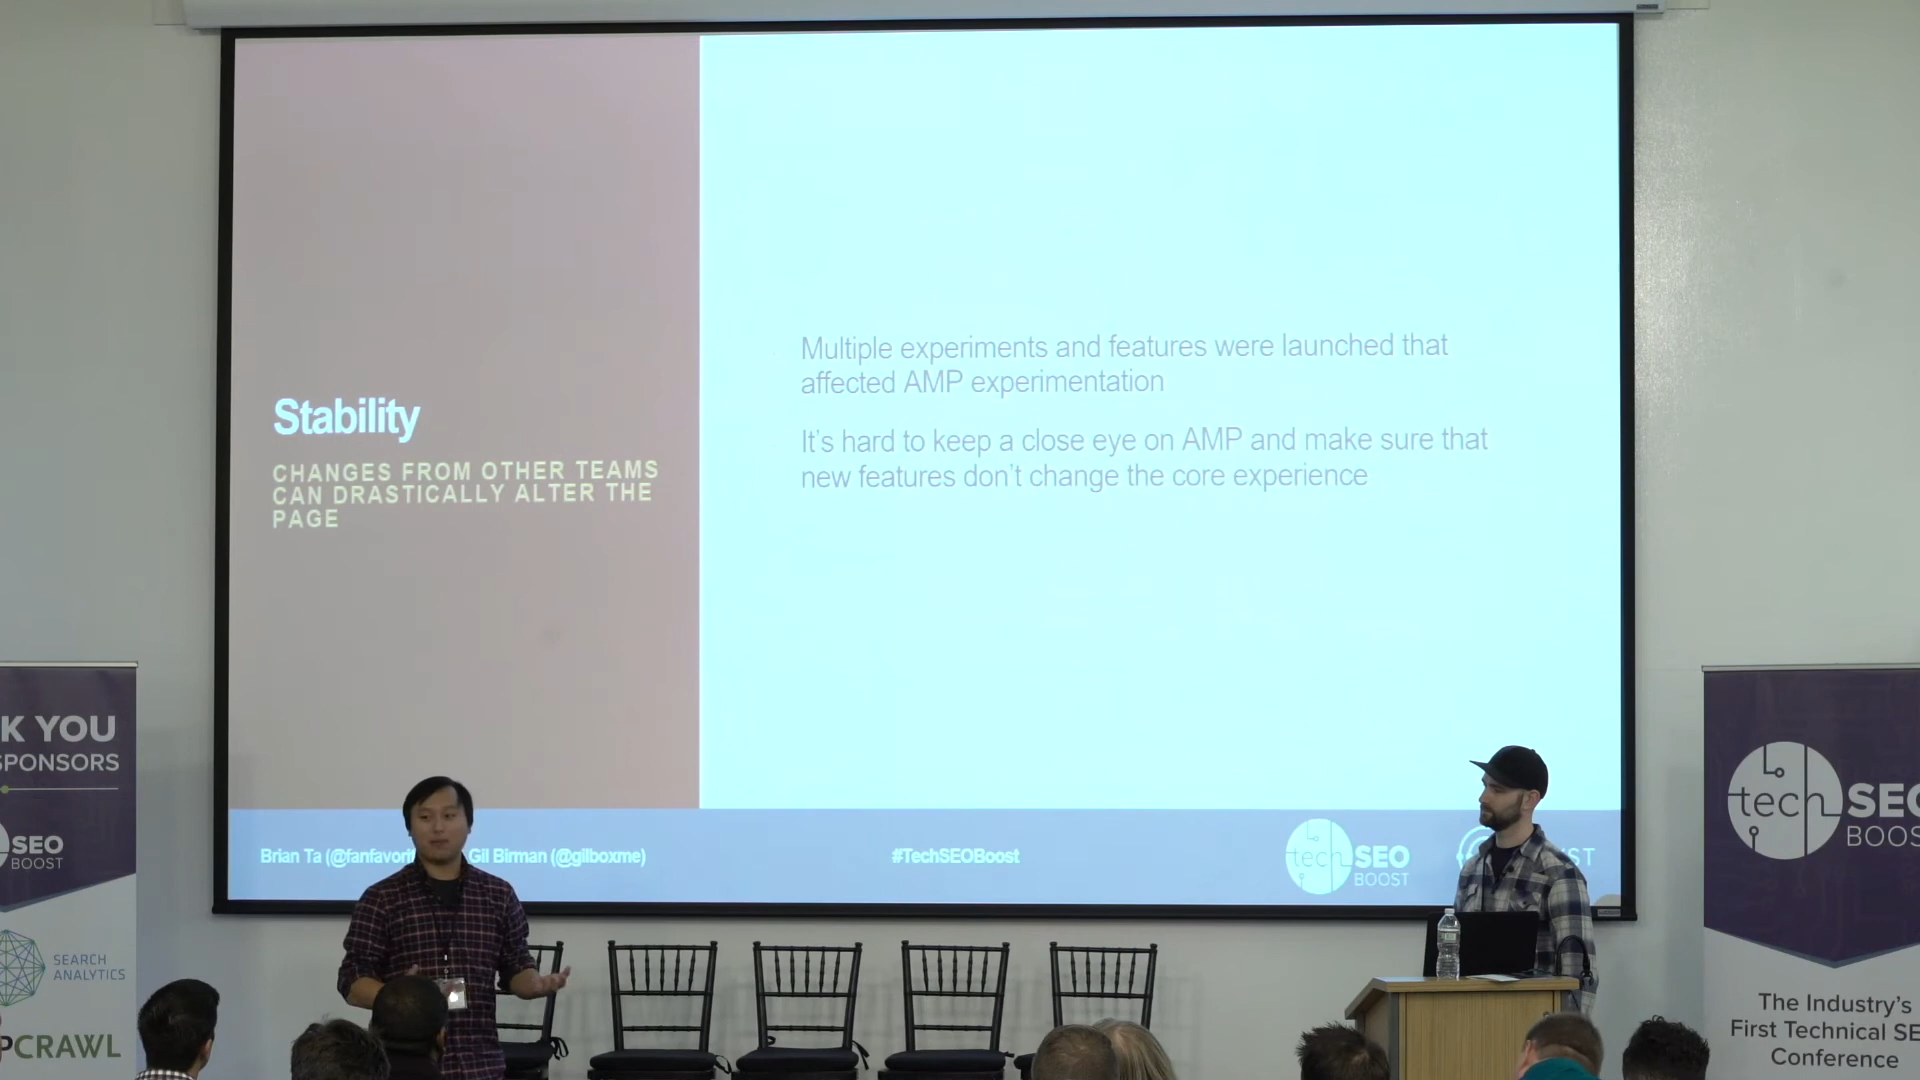 Stability
CHANGES FROM OTHER TEAMS
CAN DRASTICALLY ALTER THE
PAGE
Multiple experiments and features were launched that
affected AMP experimentation
It's hard to keep a close eye on AMP and make sure that
new features don't change the core experience
Brian Ta (@fanfavorit Gil Birman (@gilboxme)
#TechSEOBoost
tech SEO
BOOST
ST
K YOU
SPONSORS
SEO
BOOST
SEARCH
ANALYTICS
PCRAWL
tech SEO
BOOS
The Industry's
First Technical SE
Conference